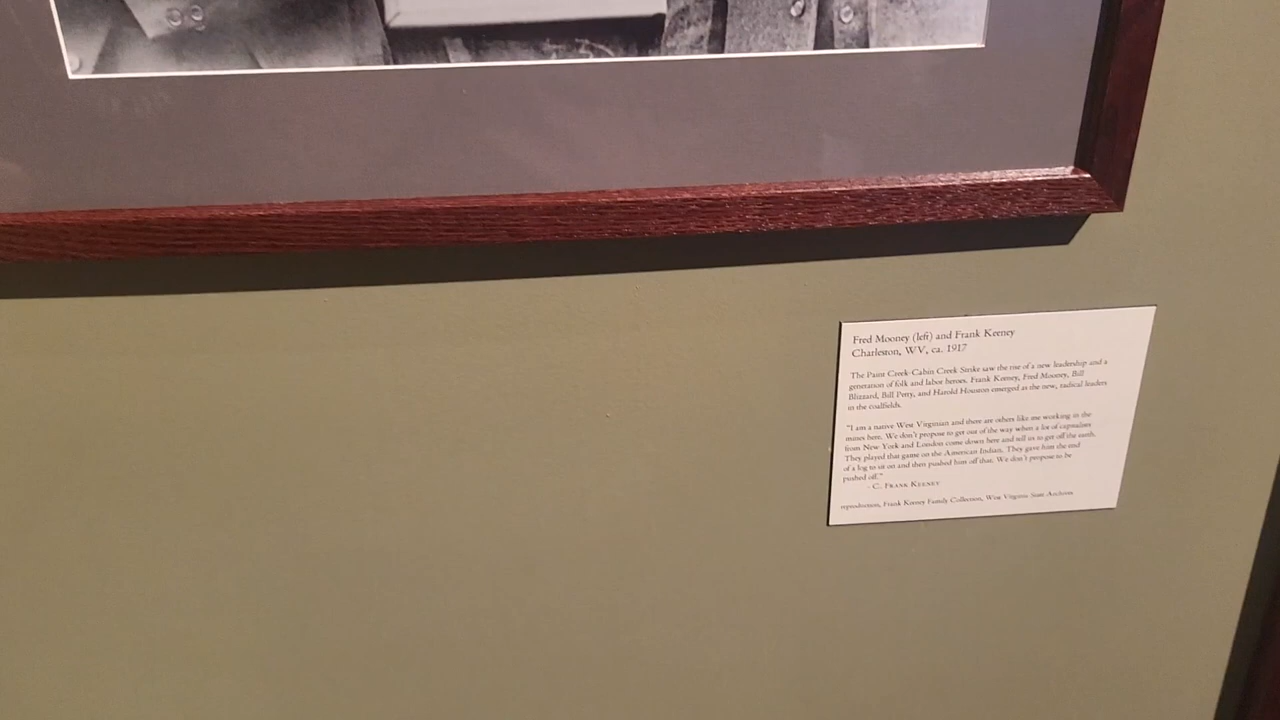 Fred Mooney (left) and Frank Keeney
Charleston, WV, ca. 1917
The Paint Creek-Cabin Creek Strike saw the rise of a new leadership and a
generation of folk and labor heroes. Frank Keeney, Fred Mooney, Bill
Blizzard, Bill Petry, and Harold Houston emerged as the new, radical leaders
in the coalfields.
"I am a native West Virginian and there are others like me working in the
mines here. We don't propose to get out of the way when a lot of capitalists
from New York and London come down here and tell us to get off the earth.
They played that game on the American Indian. They gave him the end
of a log to sit on and then pushed him off that. We don't propose to be
pushed off."
- C. FRANK KEENEY
reproduction, Frank Keeney Family Collection, West Virginia State Archives